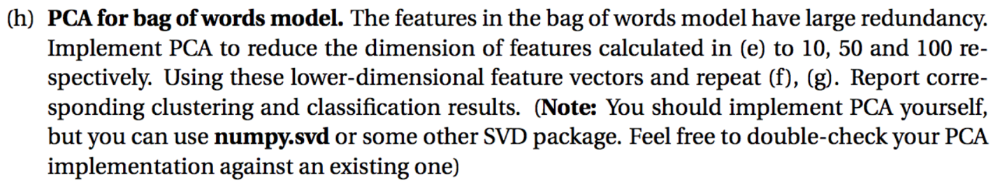 (h) PCA for bag of words model. The features in the bag of words model have large redundancy.
Implement PCA to reduce the dimension of features calculated in (e) to 10, 50 and 100 re-
spectively. Using these lower-dimensional feature vectors and repeat (f), (g). Report corre-
sponding clustering and classification results. (Note: You should implement PCA yourself,
but you can use numpy.svd or some other SVD package. Feel free to double-check your PCA
implementation against an existing one)